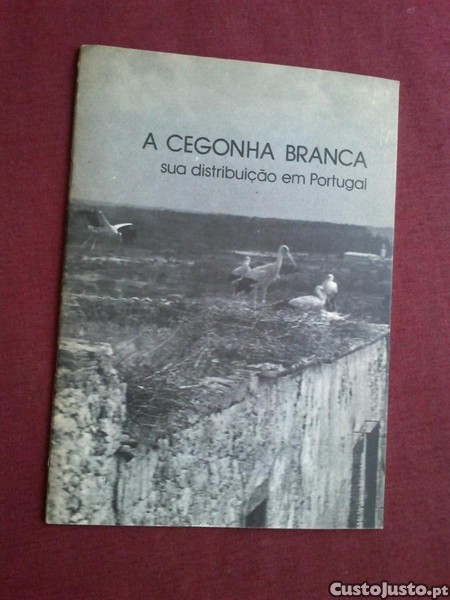 A CEGONHA BRANCA
sua distribuição em Portugal
CustoJusto.pt